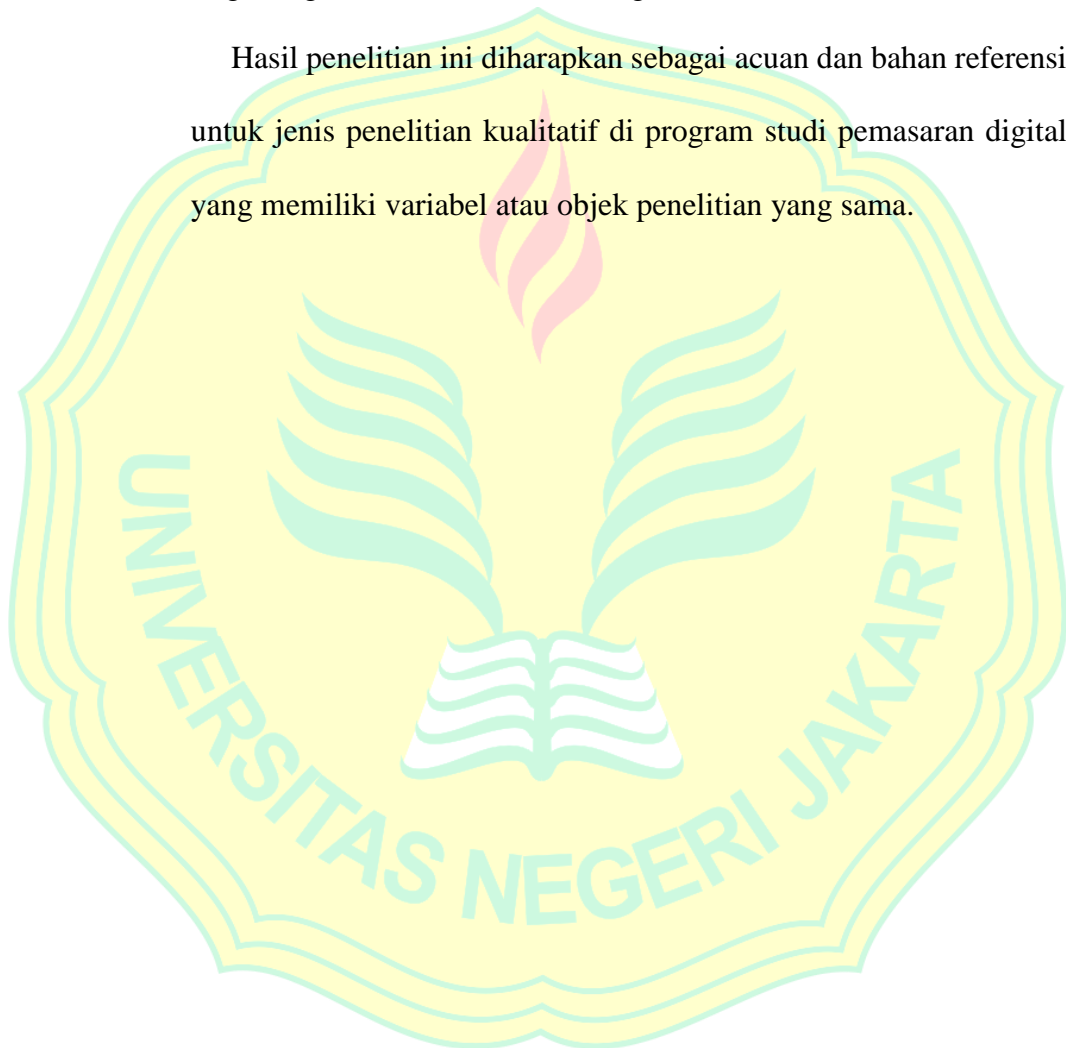 Hasil penelitian ini diharapkan sebagai acuan dan bahan referensi
untuk jenis penelitian kualitatif di program studi pemasaran digital
yang memiliki variabel atau objek penelitian yang sama.
UNIVERSITAS NEGERI JAKARTA